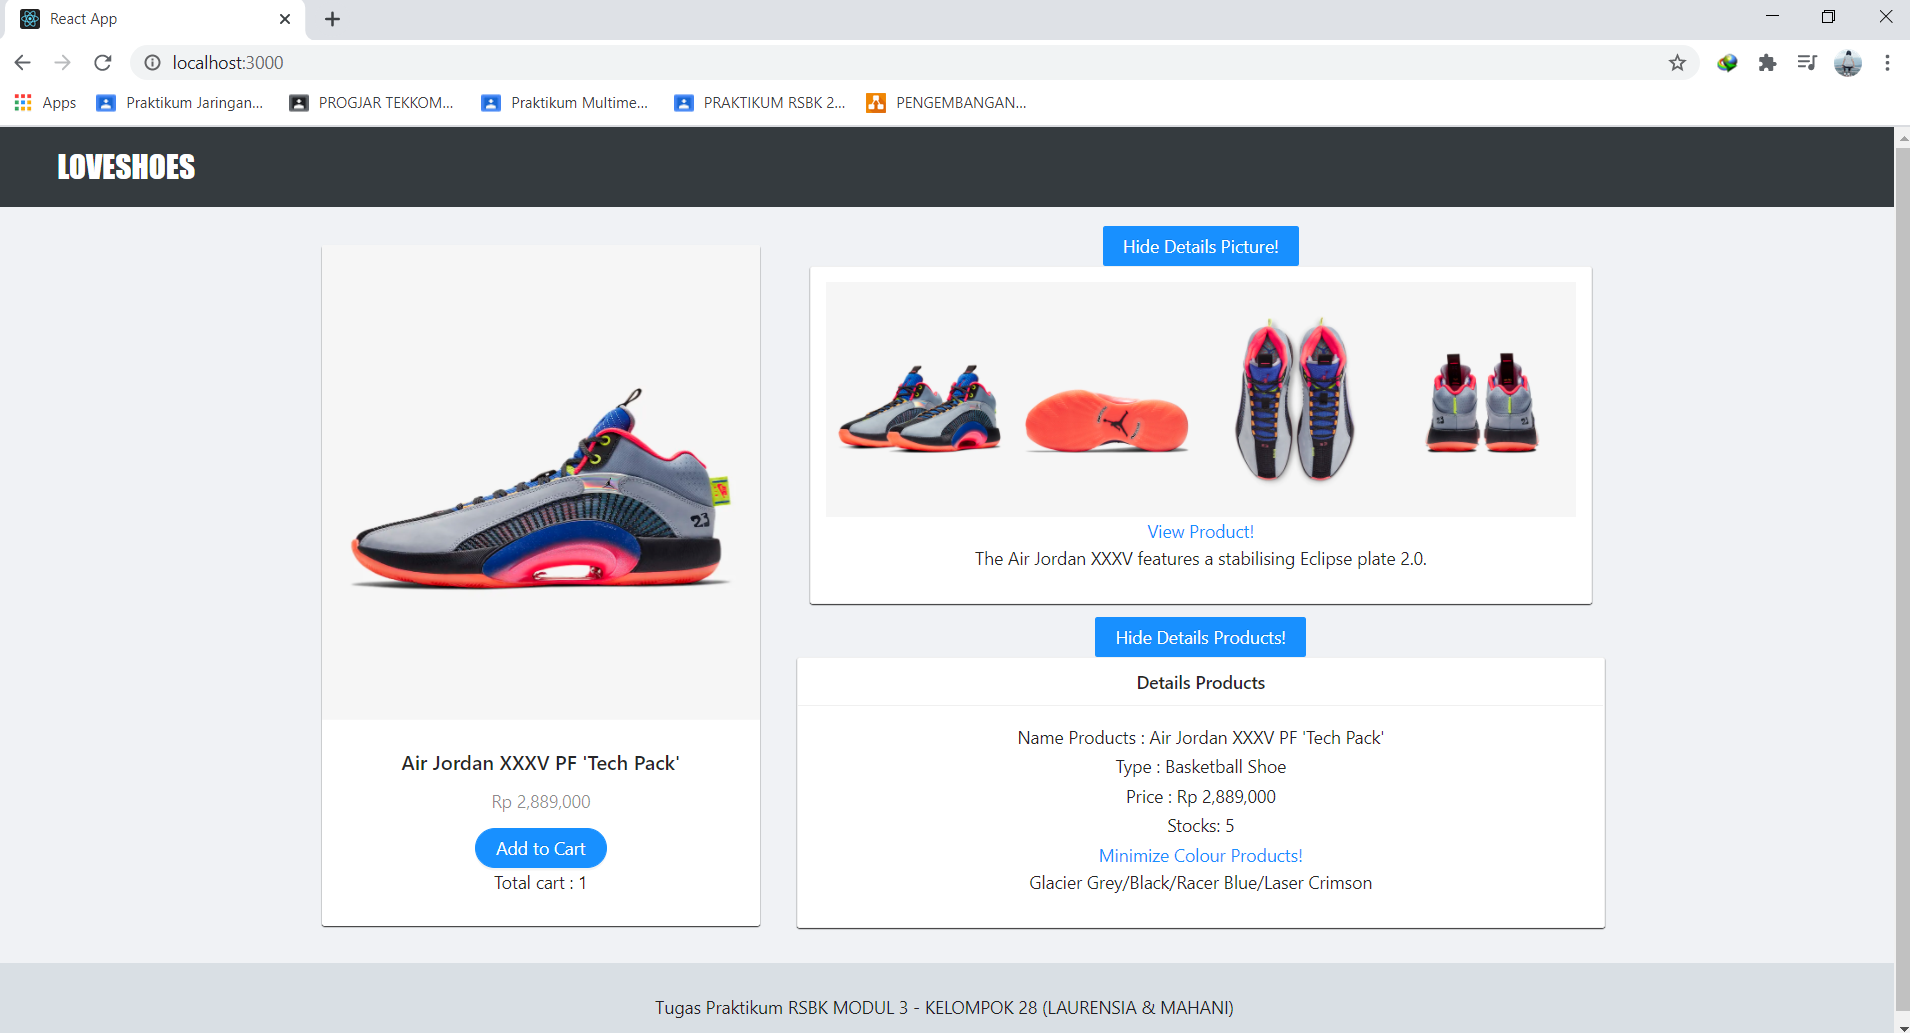 React App
localhost:3000
Apps
Praktikum Jaringan...
PROGJAR TEKKOM...
Praktikum Multime...
PRAKTIKUM RSBK 2...
PENGEMBANGAN...
LOVESHOES
23
Air Jordan XXXV PF 'Tech Pack'
Rp 2,889,000
Add to Cart
Total cart : 1
Hide Details Picture!
View Product!
The Air Jordan XXXV features a stabilising Eclipse plate 2.0.
Hide Details Products!
Details Products
Name Products : Air Jordan XXXV PF 'Tech Pack'
Type : Basketball Shoe
Price : Rp 2,889,000
Stocks: 5
Minimize Colour Products!
Glacier Grey/Black/Racer Blue/Laser Crimson
Tugas Praktikum RSBK MODUL 3 - KELOMPOK 28 (LAURENSIA & MAHANI)